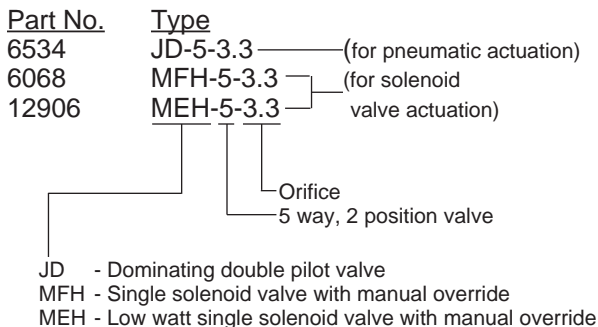 Part No. Type
6534 JD-5-3.3 (for pneumatic actuation)
6068 MFH-5-3.3 (for solenoid
12906 MEH-5-3.3 valve actuation)
Orifice
5 way, 2 position valve
JD - Dominating double pilot valve
MFH - Single solenoid valve with manual override
MEH - Low watt single solenoid valve with manual override